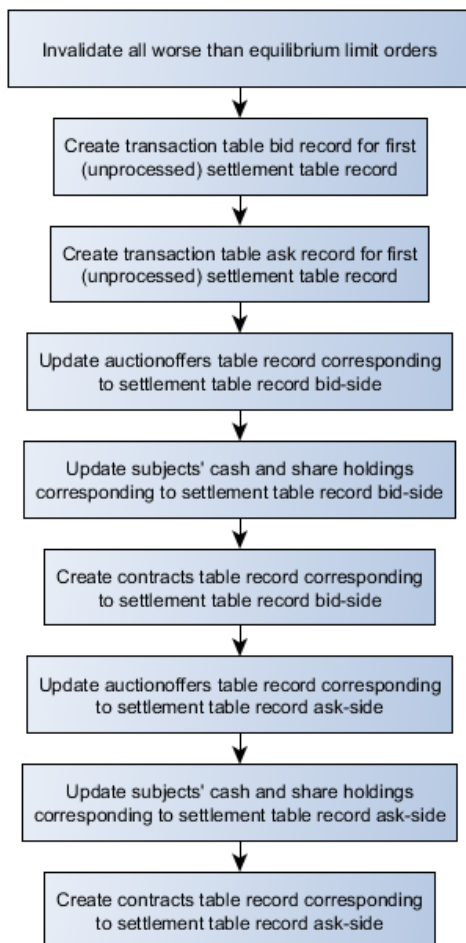 Invalidate all worse than equilibrium limit orders
Create transaction table bid record for first
(unprocessed) settlement table record
Create transaction table ask record for first
(unprocessed) settlement table record
Update auctionoffers table record corresponding
to settlement table record bid-side
Update subjects' cash and share holdings
corresponding to settlement table record bid-side
Create contracts table record corresponding
to settlement table record bid-side
Update auctionoffers table record corresponding
to settlement table record ask-side
Update subjects' cash and share holdings
corresponding to settlement table record ask-side
Create contracts table record corresponding
to settlement table record ask-side